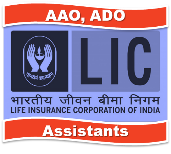 AAO, ADO
LIC
भारतीय जीवन बीमा निगम
LIFE INSURANCE CORPORATION OF INDIA
Assistants